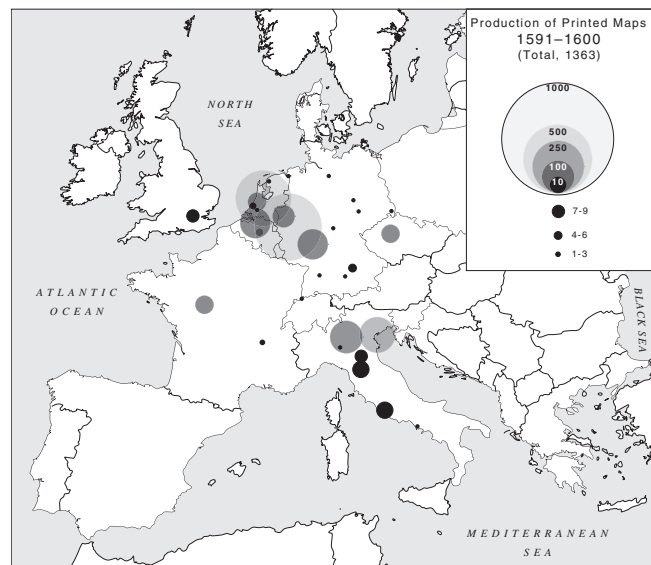 Production of Printed Maps
1591–1600
(Total, 1363)
1000
500
250
100
10
7-9
4-6
1-3
NORTH
SEA
ATLANTIC
OCEAN
BLACK SEA
MEDITERRANEAN
SEA